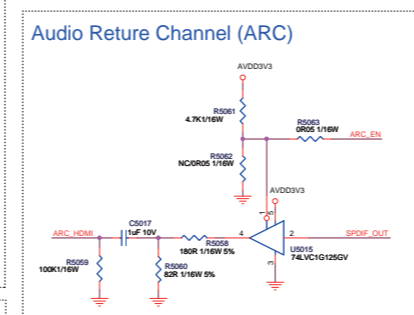 Audio Reture Channel (ARC)
AVDD3V3
R5061
4.7K1/16W
R5063
0R05 1/16W
ARC_EN
R5062
NC/0R05 1/16W
AVDD3V3
1
5
C5017
1uF 10V
ARC_HDMI
4
2
SPDIF_OUT
R5058
180R 1/16W 5%
U5015
74LVC1G125GV
3
R5059
100K1/16W
R5060
82R 1/16W 5%